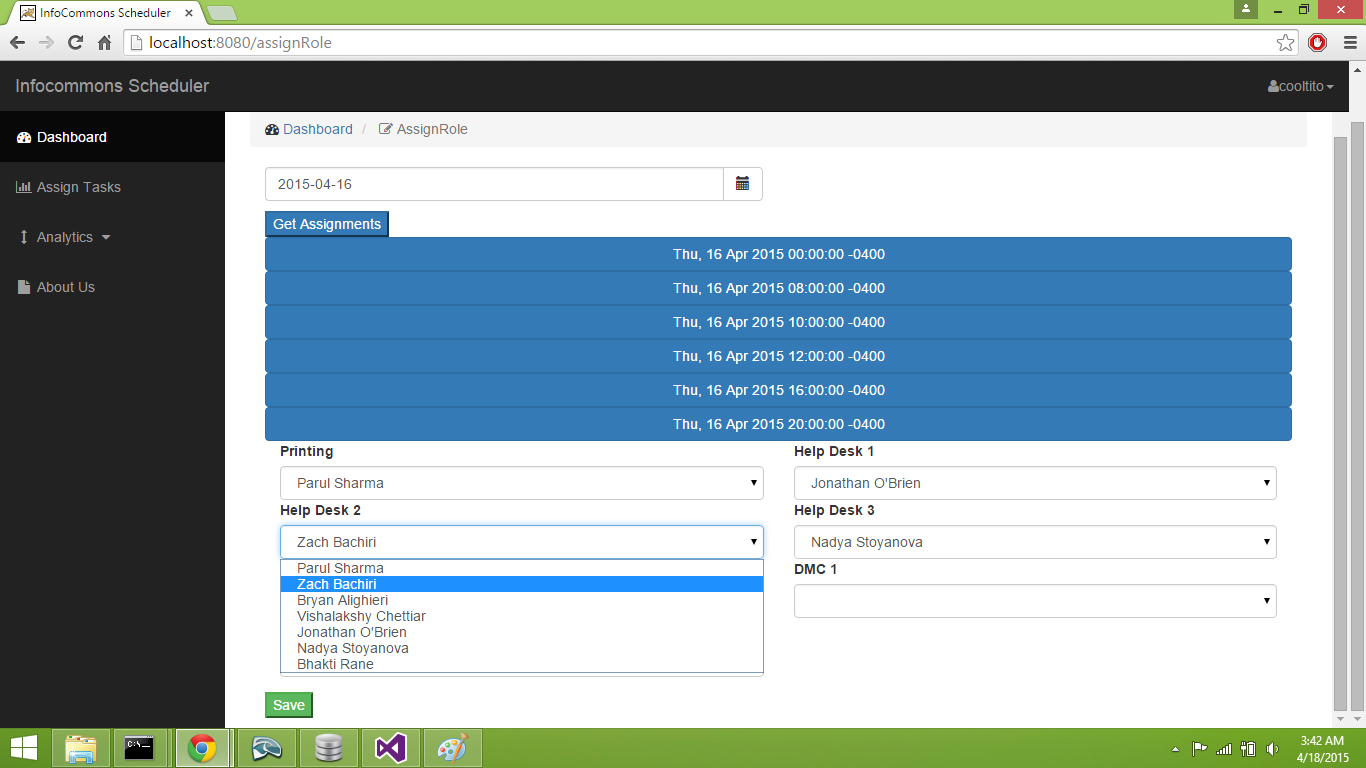 InfoCommons Scheduler
localhost:8080/assignRole
Infocommons Scheduler
cooltito
Dashboard
Assign Tasks
Analytics
About Us
Dashboard / AssignRole
2015-04-16
Get Assignments
Thu, 16 Apr 2015 00:00:00 -0400
Thu, 16 Apr 2015 08:00:00 -0400
Thu, 16 Apr 2015 10:00:00 -0400
Thu, 16 Apr 2015 12:00:00 -0400
Thu, 16 Apr 2015 16:00:00 -0400
Thu, 16 Apr 2015 20:00:00 -0400
Printing
Parul Sharma
Help Desk 1
Jonathan O'Brien
Help Desk 2
Zach Bachiri
Help Desk 3
Nadya Stoyanova
Parul Sharma
Zach Bachiri
Bryan Alighieri
Vishalakshy Chettiar
Jonathan O'Brien
Nadya Stoyanova
Bhakti Rane
DMC 1
Save
C:\_
3:42 AM
4/18/2015